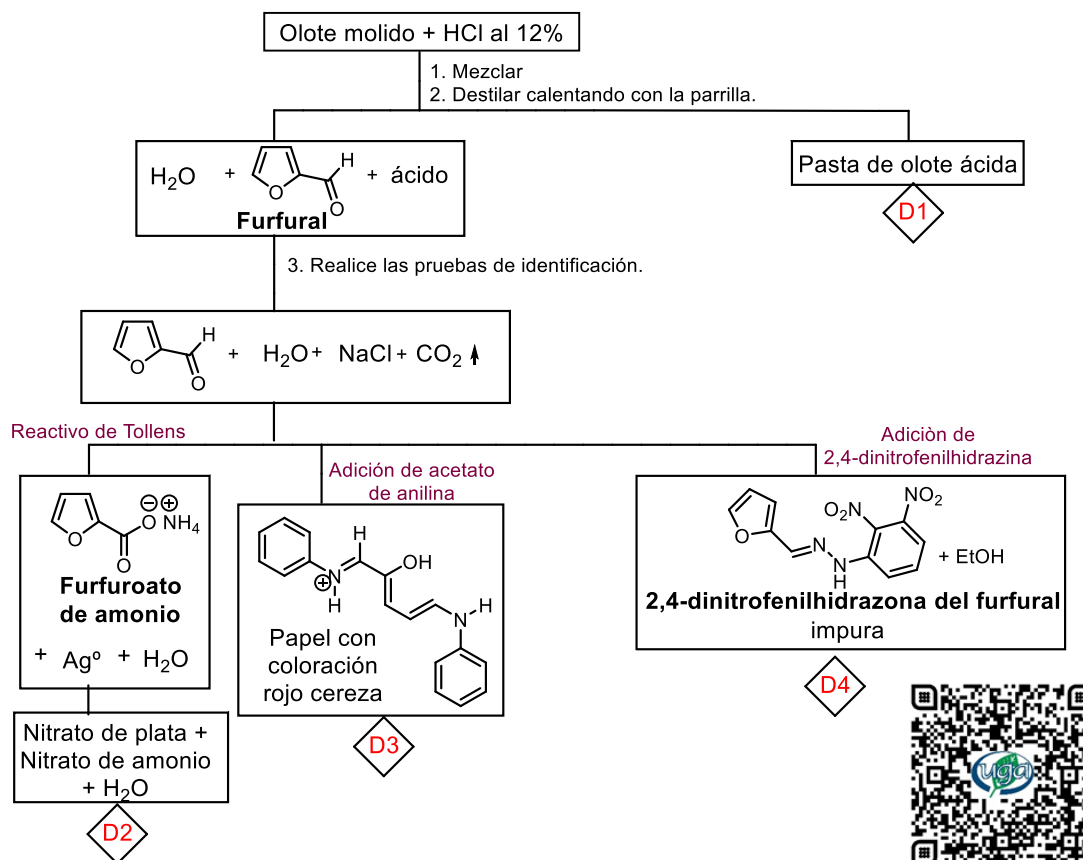 Olote molido + HCl al 12%
1. Mezclar
2. Destilar calentando con la parrilla.
H₂O + O H O + ácido
Furfural
Pasta de olote ácida
D1
3. Realice las pruebas de identificación.
O H O + H₂O + NaCl + CO₂
Reactivo de Tollens
Adición de acetato
de anilina
Adiciòn de
2,4-dinitrofenilhidrazina
O O ⊖ ⊕ NH₄
O
Furfuroato
de amonio
+ Ag⁰ + H₂O
H
OH
N
⊕
H
H
N
Papel con
coloración
rojo cereza
NO₂
O₂N
O
N
N
H
+ EtOH
2,4-dinitrofenilhidrazona del furfural
impura
D4
Nitrato de plata +
Nitrato de amonio
+ H₂O
D3
D2
uga